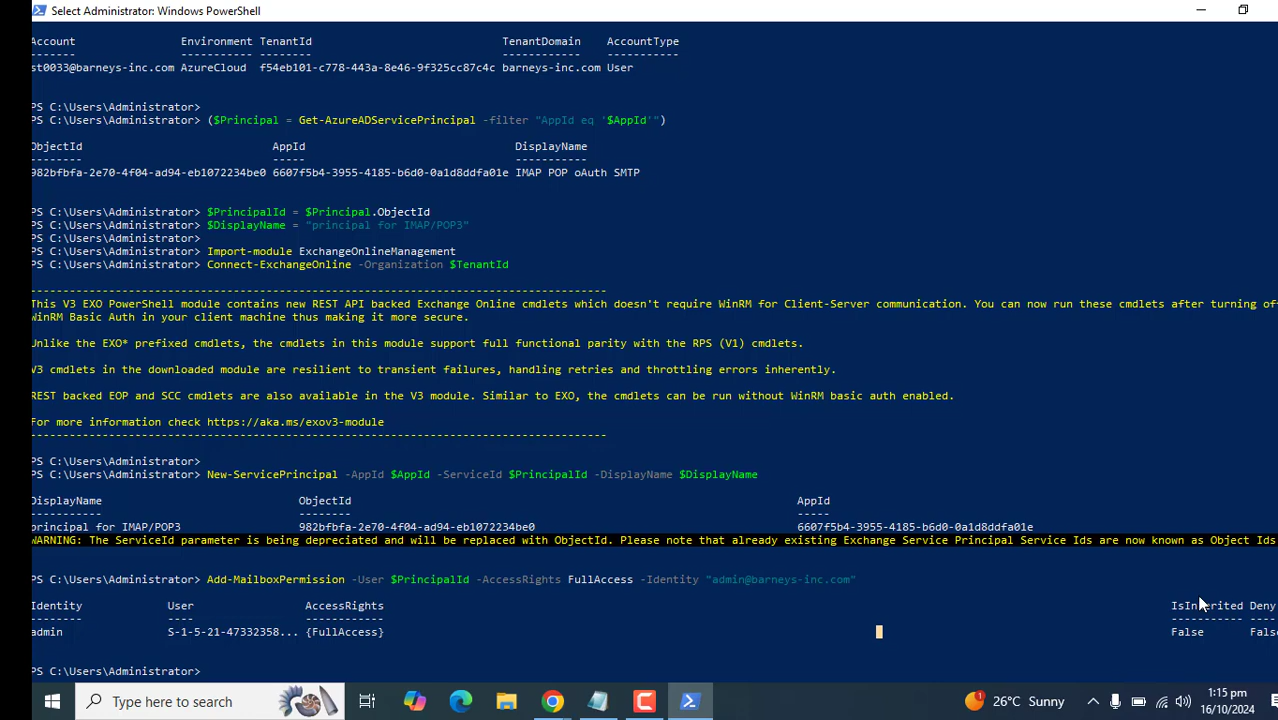 Select Administrator: Windows PowerShell
Account Environment TenantId TenantDomain AccountType
------- ----------- -------- ------------ -----------
st0033@barneys-inc.com AzureCloud f54eb101-c778-443a-8e46-9f325cc87c4c barneys-inc.com User
PS C:\Users\Administrator>
PS C:\Users\Administrator> ($Principal = Get-AzureADServicePrincipal -filter "AppId eq '$AppId'")
ObjectId AppId DisplayName
-------- ----- -----------
982bfbfa-2e70-4f04-ad94-eb1072234be0 6607f5b4-3955-4185-b6d0-0a1d8ddfa01e IMAP POP oAuth SMTP
PS C:\Users\Administrator> $PrincipalId = $Principal.ObjectId
PS C:\Users\Administrator> $DisplayName = "principal for IMAP/POP3"
PS C:\Users\Administrator>
PS C:\Users\Administrator> Import-module ExchangeOnlineManagement
PS C:\Users\Administrator> Connect-ExchangeOnline -Organization $TenantId
----------------------------------------------------------------------------------------
This V3 EXO PowerShell module contains new REST API backed Exchange Online cmdlets which doesn't require WinRM for Client-Server communication. You can now run these cmdlets after turning of
WinRM Basic Auth in your client machine thus making it more secure.
Unlike the EXO* prefixed cmdlets, the cmdlets in this module support full functional parity with the RPS (V1) cmdlets.
V3 cmdlets in the downloaded module are resilient to transient failures, handling retries and throttling errors inherently.
REST backed EOP and SCC cmdlets are also available in the V3 module. Similar to EXO, the cmdlets can be run without WinRM basic auth enabled.
For more information check https://aka.ms/exov3-module
----------------------------------------------------------------------------------------
PS C:\Users\Administrator>
PS C:\Users\Administrator> New-ServicePrincipal -AppId $AppId -ServiceId $PrincipalId -DisplayName $DisplayName
DisplayName ObjectId AppId
----------- -------- -----
principal for IMAP/POP3 982bfbfa-2e70-4f04-ad94-eb1072234be0 6607f5b4-3955-4185-b6d0-0a1d8ddfa01e
WARNING: The ServiceId parameter is being depreciated and will be replaced with ObjectId. Please note that already existing Exchange Service Principal Service Ids are now known as Object Ids
PS C:\Users\Administrator> Add-MailboxPermission -User $PrincipalId -AccessRights FullAccess -Identity "admin@barneys-inc.com"
Identity User AccessRights IsInherited Deny
-------- ---- ------------ ----------- ----
admin S-1-5-21-47332358... {FullAccess} False Fals
PS C:\Users\Administrator>
Type here to search
1
26°C Sunny
1:15 pm
16/10/2024